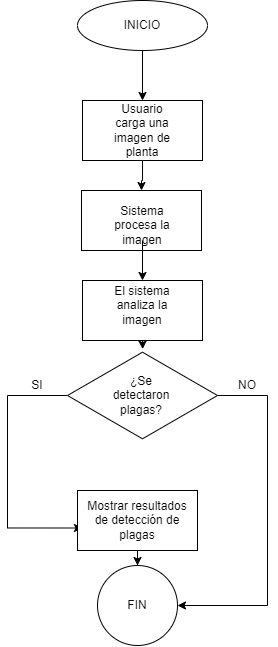 INICIO
Usuario
carga una
imagen de
planta
Sistema
procesa la
imagen
El sistema
analiza la
imagen
¿Se
detectaron
plagas?
SI
NO
Mostrar resultados
de detección de
plagas
FIN